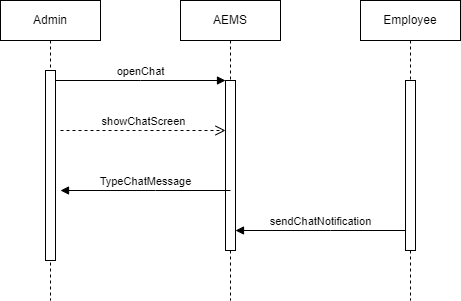 Admin
AEMS
Employee
openChat
showChatScreen
TypeChatMessage
sendChatNotification